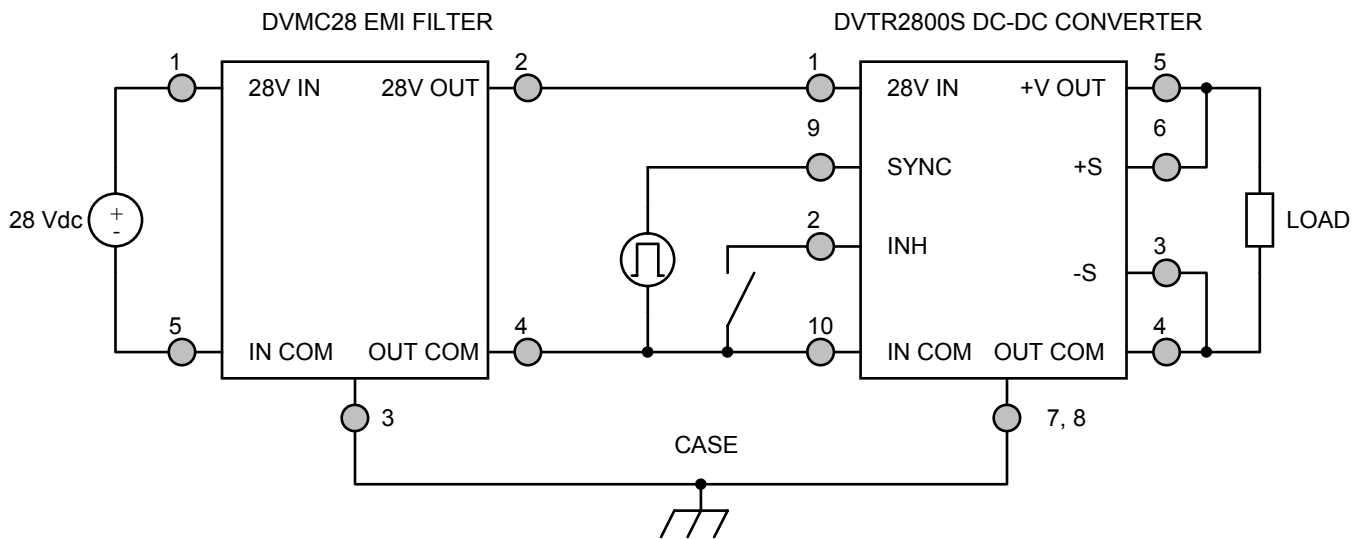 DVMC28 EMI FILTER
DVTR2800S DC-DC CONVERTER
1
28V IN
28V OUT
2
1
28V IN
+V OUT
5
9
SYNC
+S
6
28 Vdc
+
-
2
INH
-S
3
LOAD
5
IN COM
OUT COM
4
10
IN COM
OUT COM
4
3
7, 8
CASE